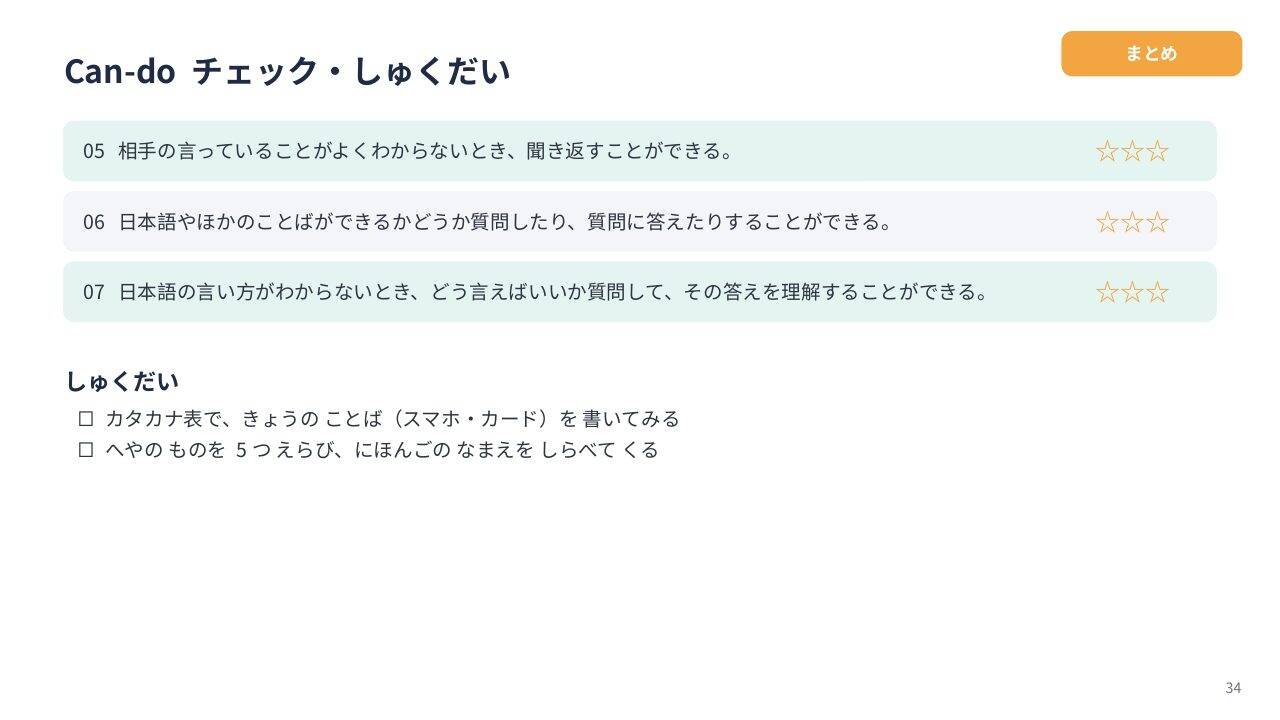 Can-do チェック・しゅくだい
まとめ
05 相手の言っていることがよくわからないとき、聞き返すことができる。 ☆☆☆
06 日本語やほかのことばができるかどうか質問したり、質問に答えたりすることができる。 ☆☆☆
07 日本語の言い方がわからないとき、どう言えばいいか質問して、その答えを理解することができる。 ☆☆☆
しゅくだい
☐ カタカナ表で、きょうの ことば（スマホ・カード）を 書いてみる
☐ へやの ものを 5 つ えらび、にほんごの なまえを しらべて くる
34